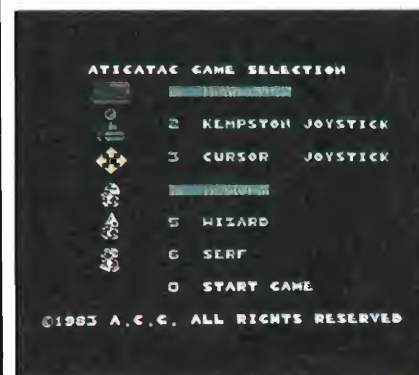 ATICATAC GAME SELECTION
2 KEMPSTON JOYSTICK
3 CURSOR JOYSTICK
5 WIZARD
6 SERF
0 START GAME
©1983 A.C.G. ALL RIGHTS RESERVED